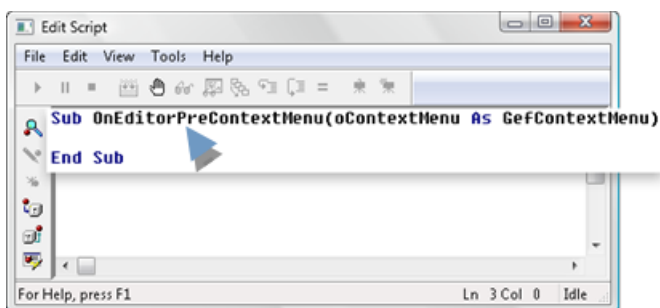 Edit Script
File Edit View Tools Help
Sub OnEditorPreContextMenu(oContextMenu As GefContextMenu)
End Sub
For Help, press F1
Ln 3 Col 0 Idle